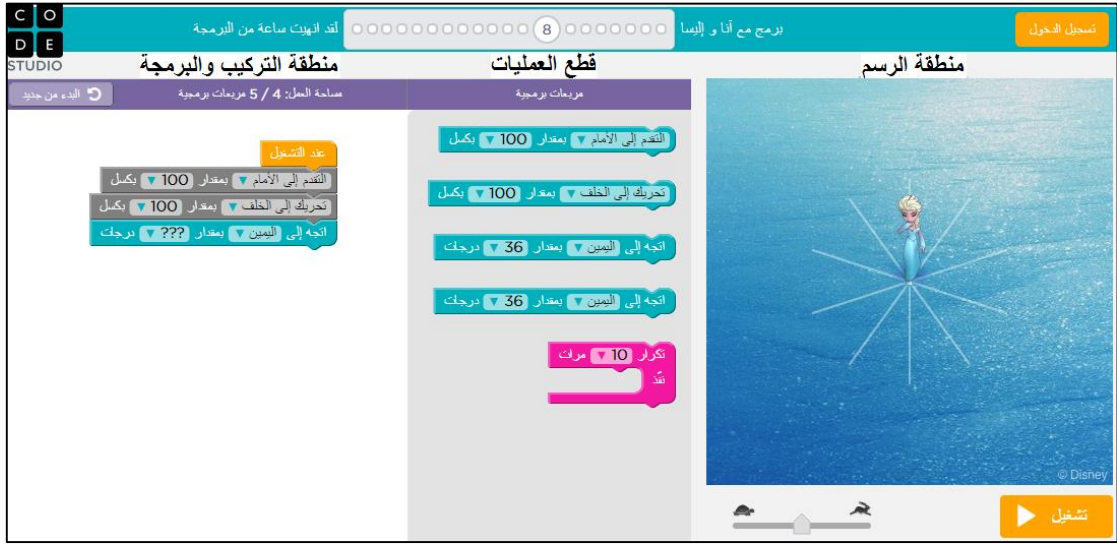 C O
D E
STUDIO
لقد انهيت ساعة من البرمجة
8
برمج مع آنا و إليسا
تسجيل الدخول
منطقة الرسم
قطع العمليات
منطقة التركيب والبرمجة
مربعات برمجية
مساحة العمل: 4 / 5 مربعات برمجية
البدء من جديد
التقدم إلى الأمام بمقدار 100 بكسل
تحريك إلى الخلف بمقدار 100 بكسل
اتجه إلى اليمين بمقدار 36 درجات
اتجه إلى اليمين بمقدار 36 درجات
تكرار 10 مرات
نفّذ
عند التشغيل
التقدم إلى الأمام بمقدار 100 بكسل
تحريك إلى الخلف بمقدار 100 بكسل
اتجه إلى اليمين بمقدار ??? درجات
© Disney
تشغيل